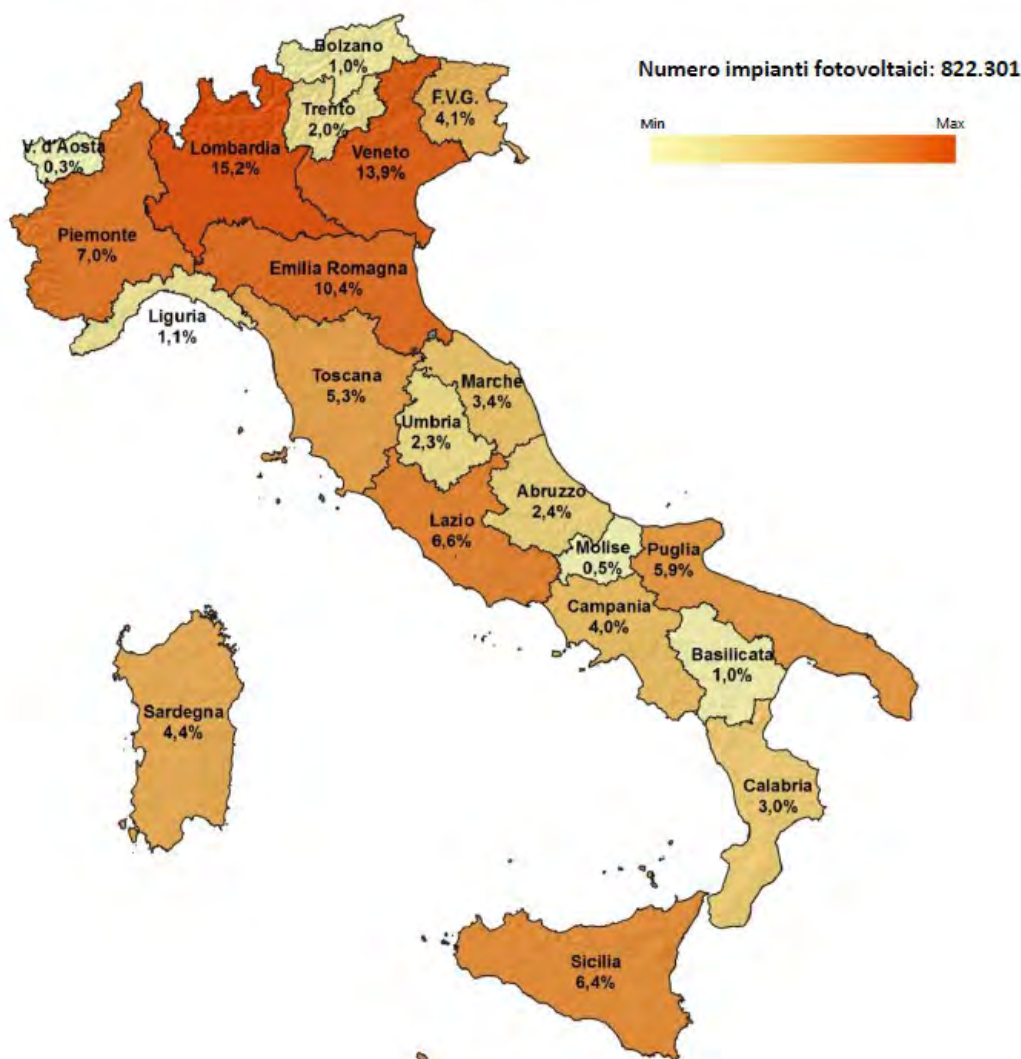 Bolzano
1,0%
Numero impianti fotovoltaici: 822.301
Min
Max
Trento
2,0%
F.V.G.
4,1%
V. d'Aosta
0,3%
Lombardia
15,2%
Veneto
13,9%
Piemonte
7,0%
Emilia Romagna
10,4%
Liguria
1,1%
Toscana
5,3%
Marche
3,4%
Umbria
2,3%
Abruzzo
2,4%
Lazio
6,6%
Molise
0,5%
Puglia
5,9%
Campania
4,0%
Basilicata
1,0%
Sardegna
4,4%
Calabria
3,0%
Sicilia
6,4%